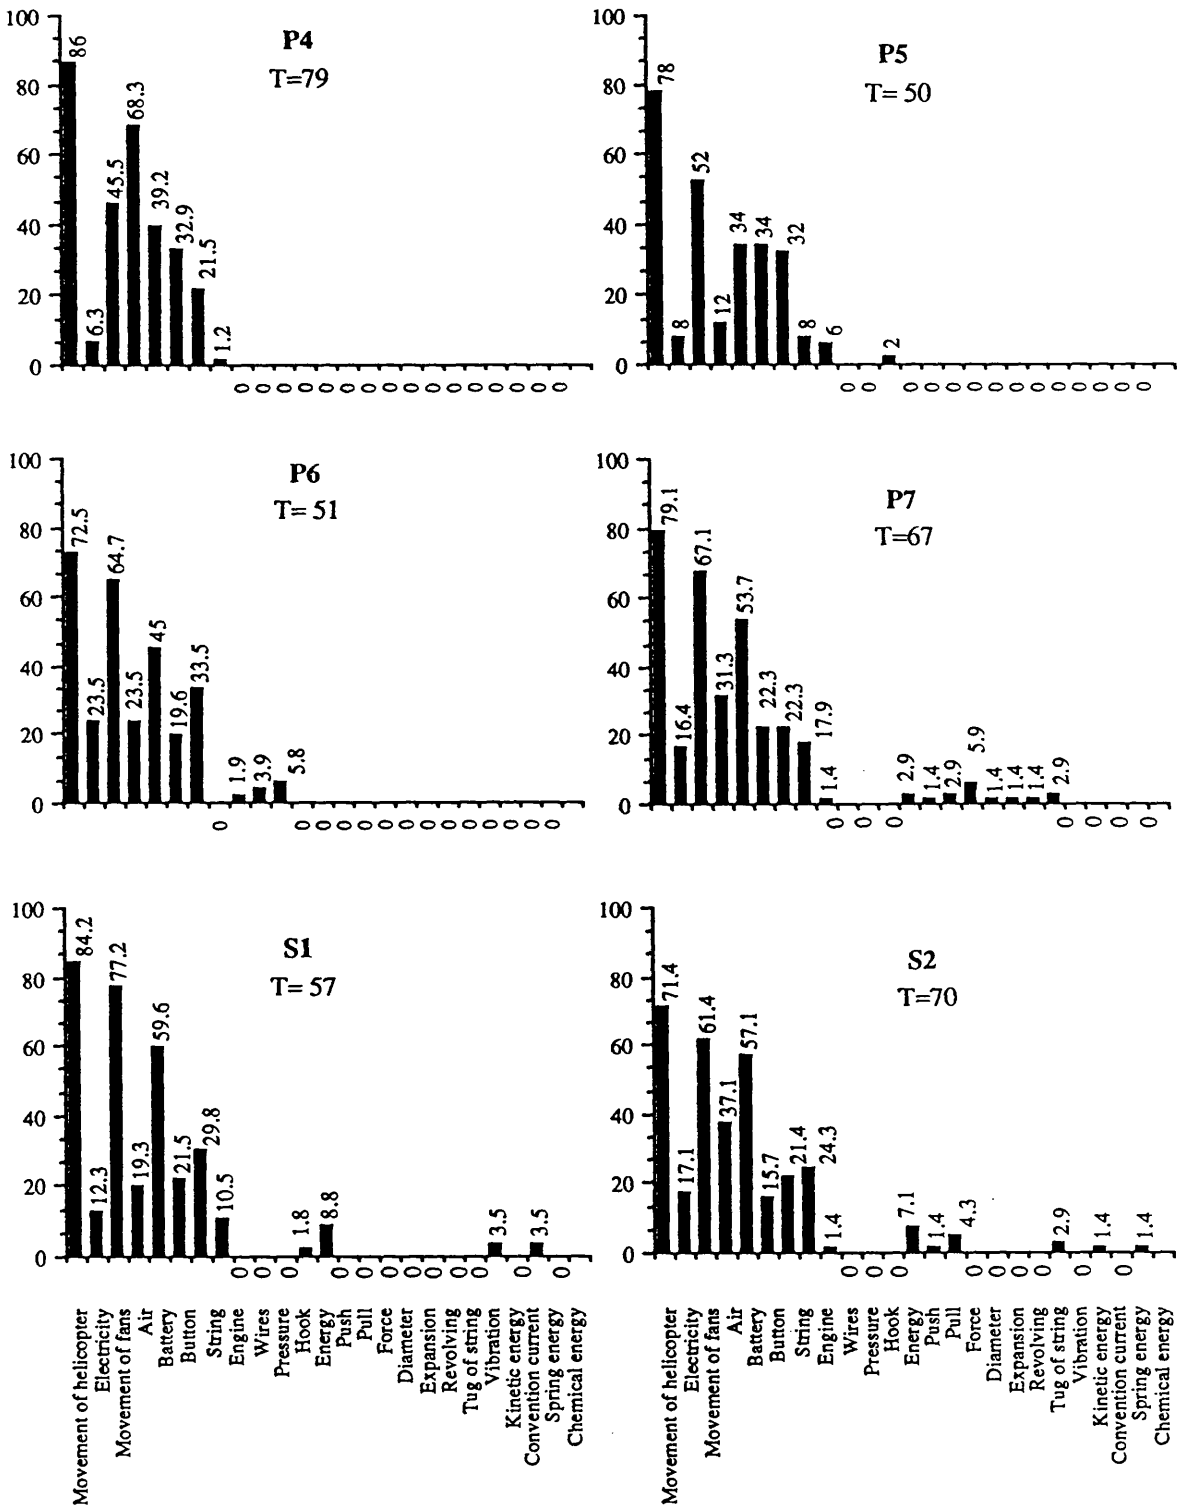 P4
T=79
100
80
60
40
20
0
86
6.3
45.5
68.3
39.2
32.9
21.5
1.2
0 0 0 0 0 0 0 0 0 0 0 0 0 0 0 0
P5
T= 50
100
80
60
40
20
0
78
8
52
12
34
34
32
8
6
0 0
2
0 0 0 0 0 0 0 0 0 0 0 0
P6
T= 51
100
80
60
40
20
0
72.5
23.5
64.7
23.5
45
19.6
33.5
0
1.9
3.9
5.8
0 0 0 0 0 0 0 0 0 0 0 0 0
P7
T=67
100
80
60
40
20
0
79.1
16.4
67.1
31.3
53.7
22.3
22.3
17.9
1.4
0 0 0
2.9
1.4
2.9
5.9
1.4
1.4
1.4
2.9
0 0 0 0
S1
T= 57
100
80
60
40
20
0
84.2
12.3
77.2
19.3
59.6
21.5
29.8
10.5
0 0 0
1.8
8.8
0 0 0 0 0 0 0
3.5
0
3.5
0
Movement of helicopter
Electricity
Movement of fans
Air
Battery
Button
String
Engine
Wires
Pressure
Hook
Energy
Push
Pull
Force
Diameter
Expansion
Revolving
Tug of string
Vibration
Kinetic energy
Convention current
Spring energy
Chemical energy
S2
T=70
100
80
60
40
20
0
71.4
17.1
61.4
37.1
57.1
15.7
21.4
24.3
1.4
0 0 0
7.1
1.4
4.3
0 0 0 0
2.9
0
1.4
0
1.4
Movement of helicopter
Electricity
Movement of fans
Air
Battery
Button
String
Engine
Wires
Pressure
Hook
Energy
Push
Pull
Force
Diameter
Expansion
Revolving
Tug of string
Vibration
Kinetic energy
Convention current
Spring energy
Chemical energy